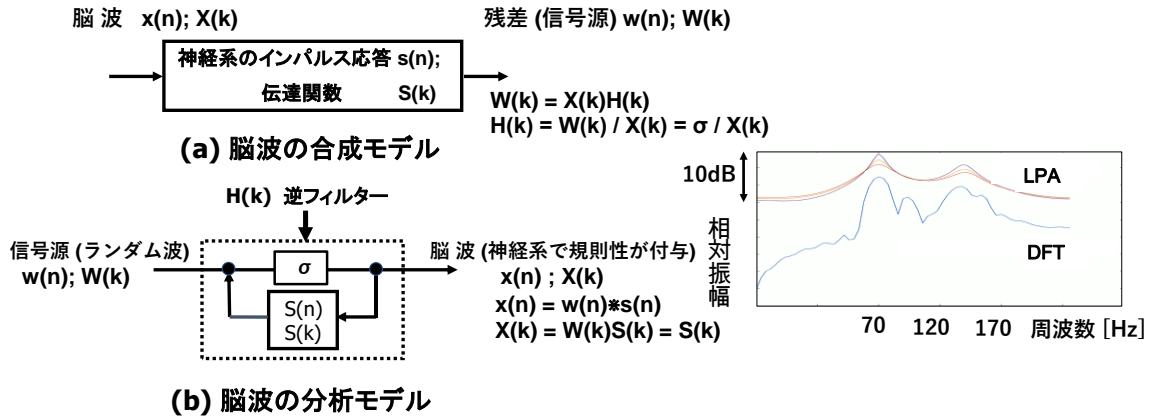 脳 波 x(n); X(k)
残差 (信号源) w(n); W(k)
神経系のインパルス応答 s(n);
伝達関数 S(k)
W(k) = X(k)H(k)
H(k) = W(k) / X(k) = σ / X(k)
(a) 脳波の合成モデル
H(k) 逆フィルター
信号源 (ランダム波)
w(n); W(k)
σ
S(n)
S(k)
脳 波 (神経系で規則性が付与)
x(n) ; X(k)
x(n) = w(n)*s(n)
X(k) = W(k)S(k) = S(k)
(b) 脳波の分析モデル
10dB
相対振幅
LPA
DFT
70 120 170 周波数 [Hz]